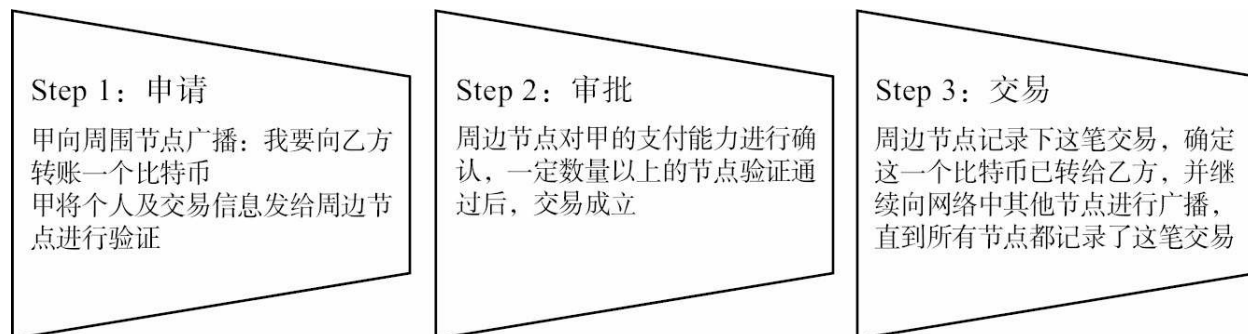 Step 1：申请
甲向周围节点广播：我要向乙方
转账一个比特币
甲将个人及交易信息发给周边节
点进行验证
Step 2：审批
周边节点对甲的支付能力进行确
认，一定数量以上的节点验证通
过后，交易成立
Step 3：交易
周边节点记录下这笔交易，确定
这一个比特币已转给乙方，并继
续向网络中其他节点进行广播，
直到所有节点都记录了这笔交易